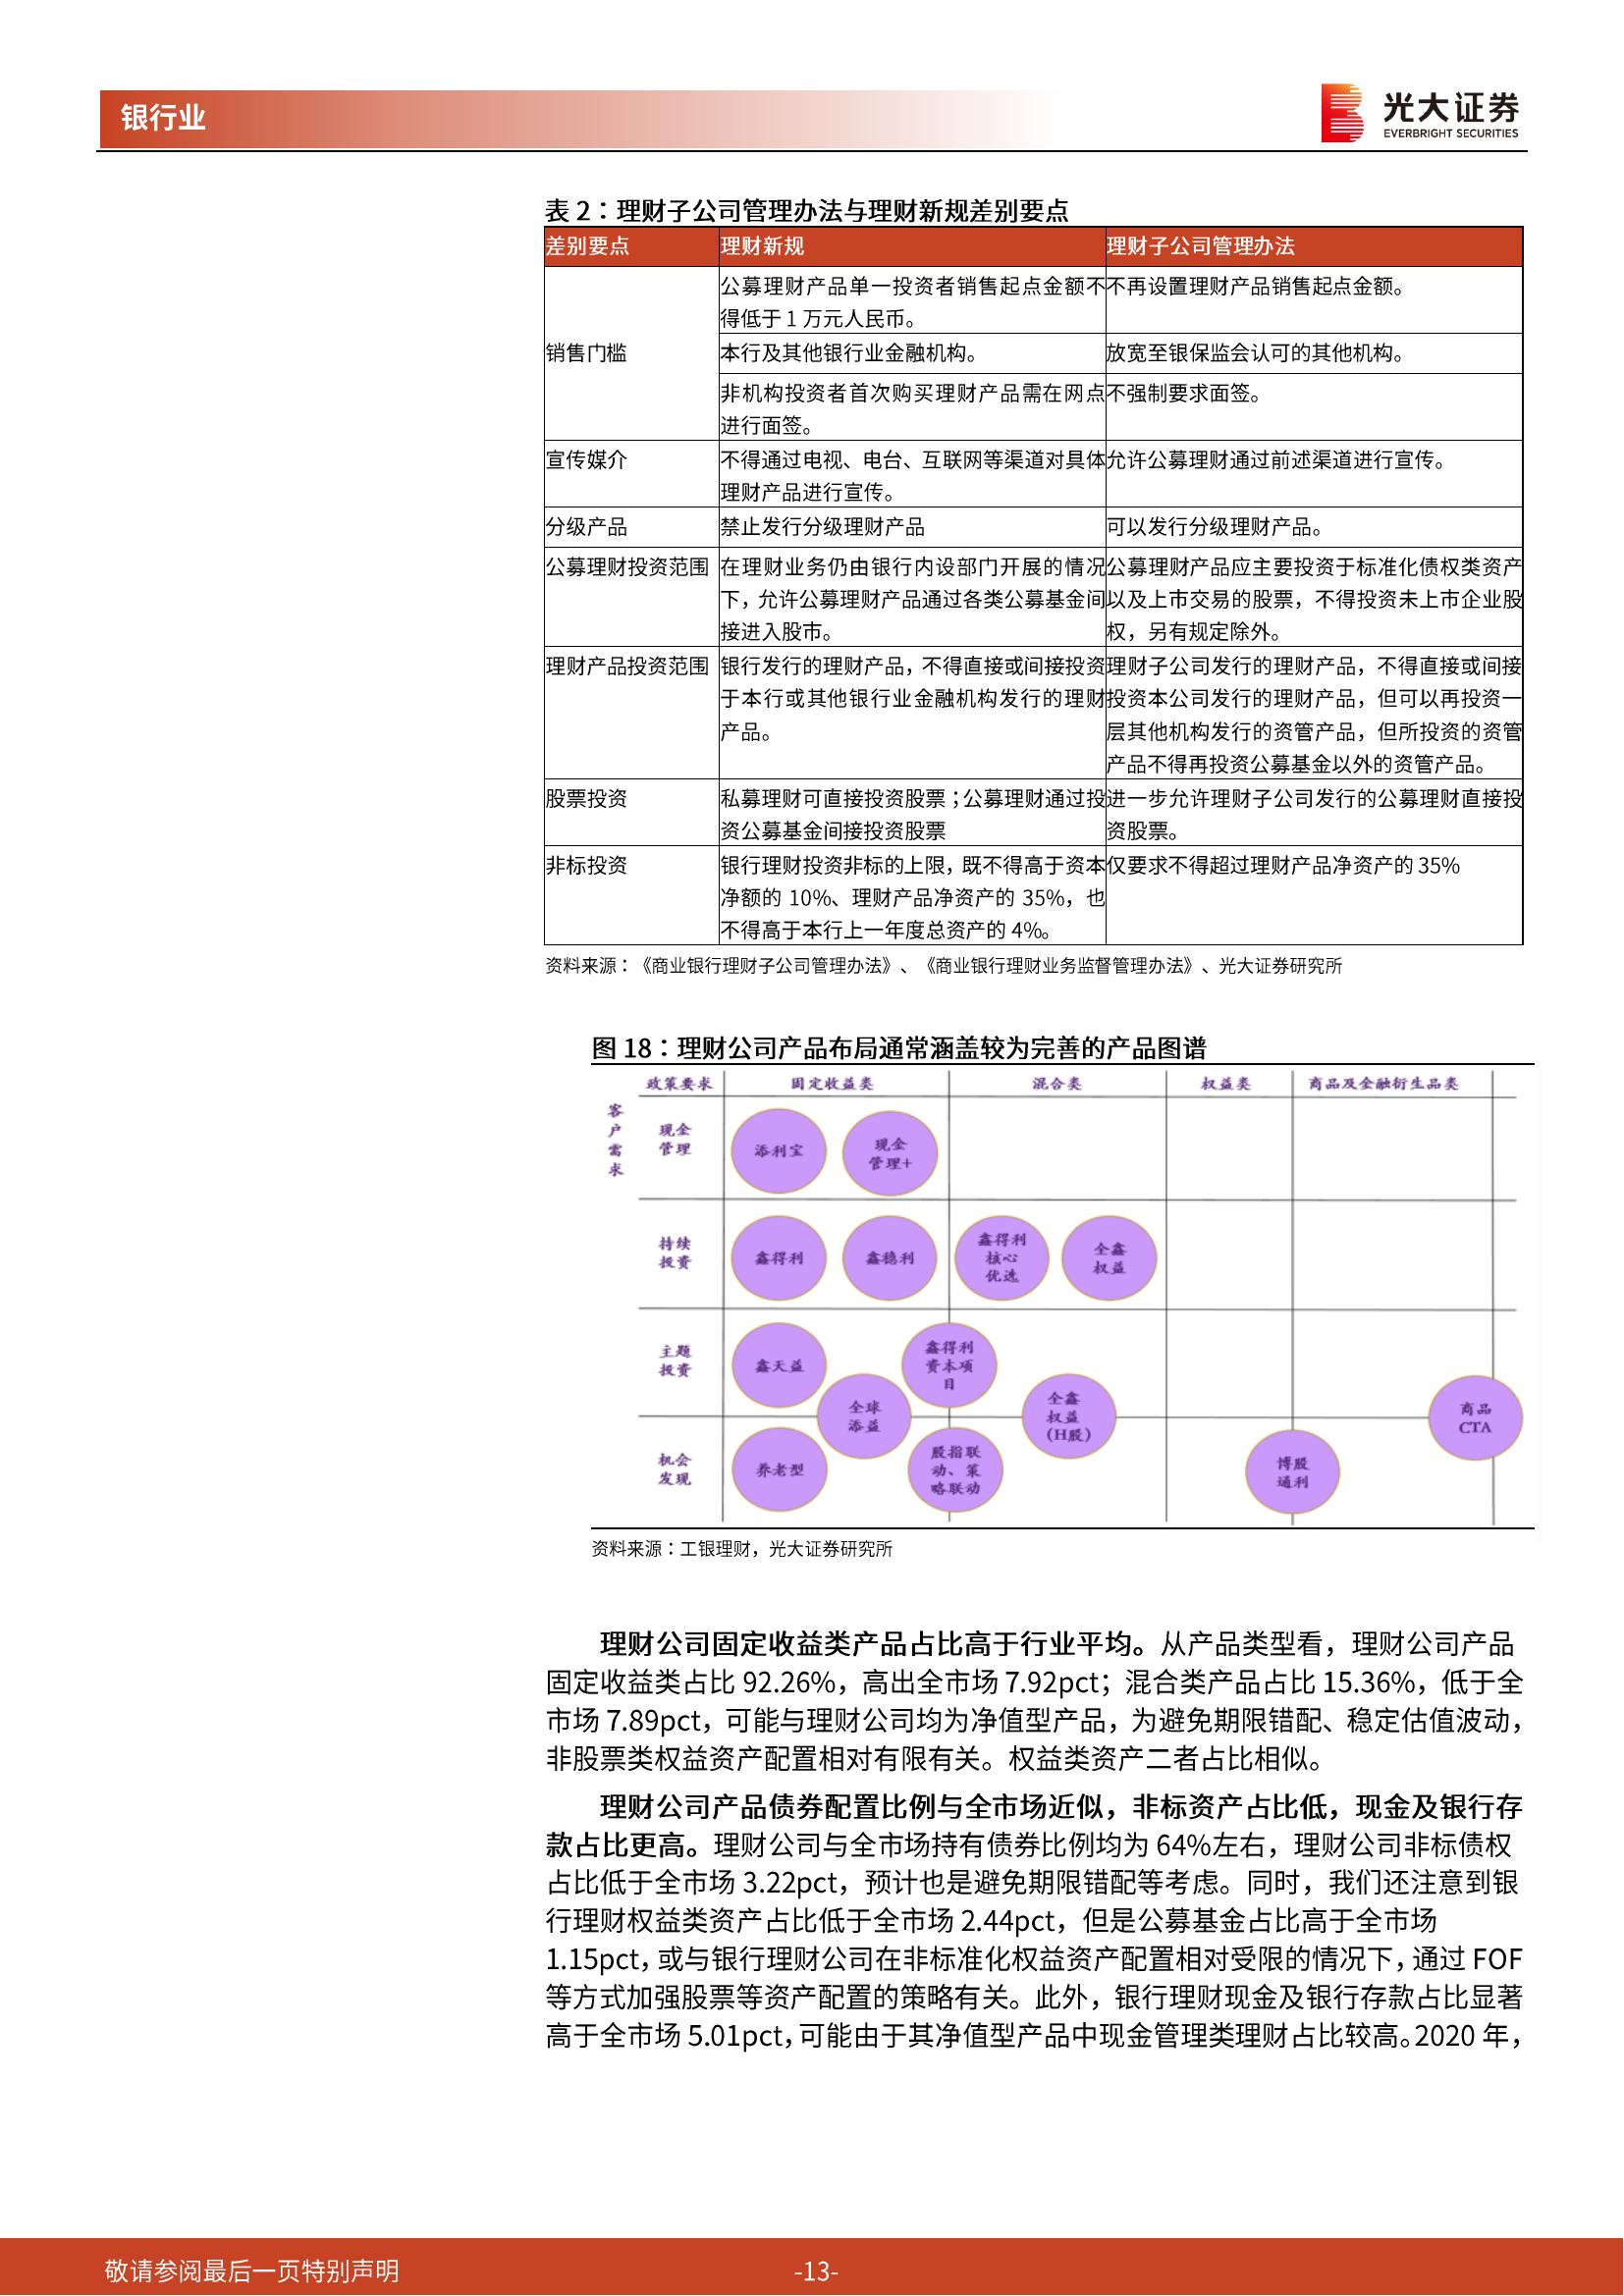 银行业
光大证券
EVERBRIGHT SECURITIES
表 2：理财子公司管理办法与理财新规差别要点
差别要点 理财新规 理财子公司管理办法
销售门槛
公募理财产品单一投资者销售起点金额不
得低于 1 万元人民币。
不再设置理财产品销售起点金额。
本行及其他银行业金融机构。
放宽至银保监会认可的其他机构。
非机构投资者首次购买理财产品需在网点
进行面签。
不强制要求面签。
宣传媒介
不得通过电视、电台、互联网等渠道对具体
理财产品进行宣传。
允许公募理财通过前述渠道进行宣传。
分级产品
禁止发行分级理财产品
可以发行分级理财产品。
公募理财投资范围
在理财业务仍由银行内设部门开展的情况
下，允许公募理财产品通过各类公募基金间
接进入股市。
公募理财产品应主要投资于标准化债权类资产
以及上市交易的股票，不得投资未上市企业股
权，另有规定除外。
理财产品投资范围
银行发行的理财产品，不得直接或间接投资
于本行或其他银行业金融机构发行的理财
产品。
理财子公司发行的理财产品，不得直接或间接
投资本公司发行的理财产品，但可以再投资一
层其他机构发行的资管产品，但所投资的资管
产品不得再投资公募基金以外的资管产品。
股票投资
私募理财可直接投资股票；公募理财通过投
资公募基金间接投资股票
进一步允许理财子公司发行的公募理财直接投
资股票。
非标投资
银行理财投资非标的上限，既不得高于资本
净额的 10%、理财产品净资产的 35%，也
不得高于本行上一年度总资产的 4%。
仅要求不得超过理财产品净资产的 35%
资料来源：《商业银行理财子公司管理办法》、《商业银行理财业务监督管理办法》、光大证券研究所
图 18：理财公司产品布局通常涵盖较为完善的产品图谱
政策要求 固定收益类 混合类 权益类 商品及金融衍生品类
客
户
需
求
现金
管理
添利宝
现金
管理+
持续
投资
鑫得利
鑫稳利
鑫得利
核心
优选
全鑫
权益
主题
投资
鑫天益
全球
添益
鑫得利
资本项
目
全鑫
权益
（H股）
商品
CTA
机会
发现
养老型
股指联
动、策
略联动
博股
通利
资料来源：工银理财，光大证券研究所
理财公司固定收益类产品占比高于行业平均。从产品类型看，理财公司产品
固定收益类占比 92.26%，高出全市场 7.92pct；混合类产品占比 15.36%，低于全
市场 7.89pct，可能与理财公司均为净值型产品，为避免期限错配、稳定估值波动，
非股票类权益资产配置相对有限有关。权益类资产二者占比相似。
理财公司产品债券配置比例与全市场近似，非标资产占比低，现金及银行存
款占比更高。理财公司与全市场持有债券比例均为 64%左右，理财公司非标债权
占比低于全市场 3.22pct，预计也是避免期限错配等考虑。同时，我们还注意到银
行理财权益类资产占比低于全市场 2.44pct，但是公募基金占比高于全市场
1.15pct，或与银行理财公司在非标准化权益资产配置相对受限的情况下，通过 FOF
等方式加强股票等资产配置的策略有关。此外，银行理财现金及银行存款占比显著
高于全市场 5.01pct，可能由于其净值型产品中现金管理类理财占比较高。2020 年，
敬请参阅最后一页特别声明
-13-